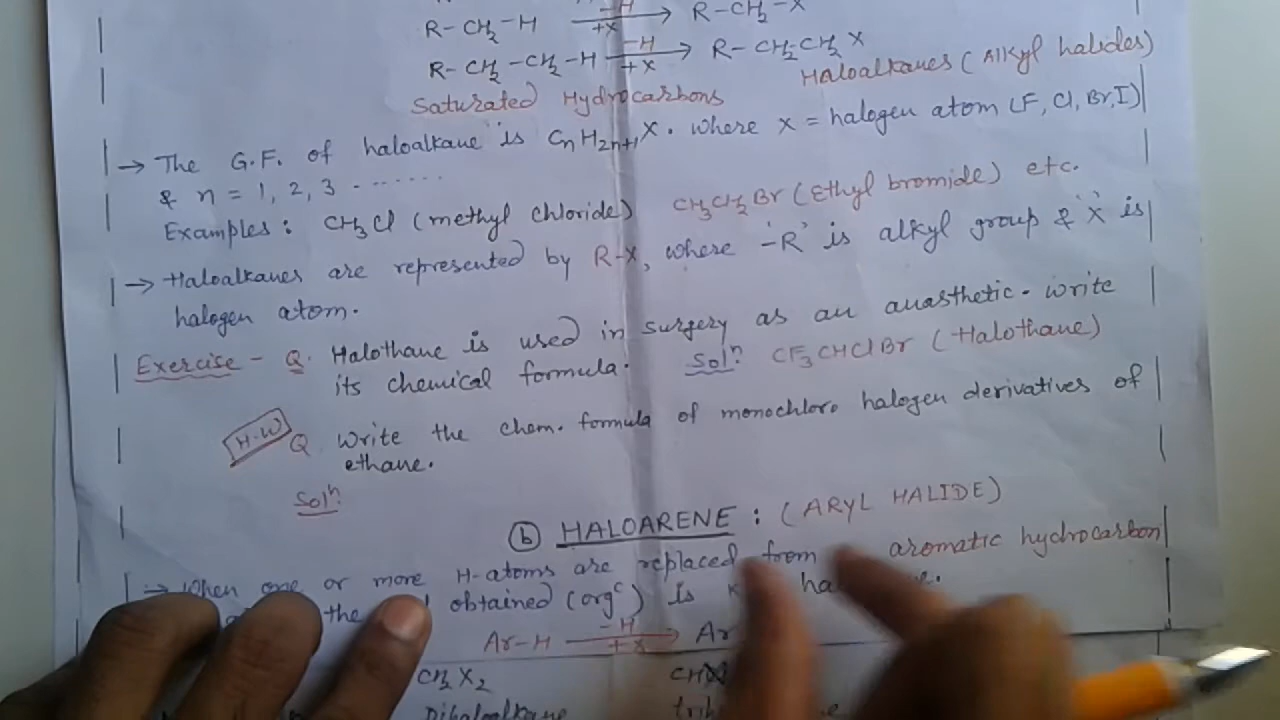 R-CH2-H —H +X → R-CH2-X
R-CH2-CH2-H —H +X → R-CH2-CH2 X
Saturated Hydrocarbons Haloalkanes (Alkyl halides)
→ The G.F. of haloalkane is CnH2n+1X. where X = halogen atom (F, Cl, Br, I)
& n = 1, 2, 3 ........
Examples: CH3Cl (methyl chloride) CH3CH2Br (Ethyl bromide) etc.
→ Haloalkanes are represented by R-X, where '-R' is alkyl group & 'X' is
halogen atom.
Exercise - Q. Halothane is used in surgery as an anasthetic. write
its chemical formula. Soln: CF3CHClBr (Halothane)
H.W Q. Write the chem. formula of monochloro halogen derivatives of
ethane.
Soln:
(b) HALOARENE: (ARYL HALIDE)
→ When one or more H-atoms are replaced from aromatic hydrocarbon
the obtained (orgc) is
Ar-H —H +X → Ar
CH2X2
Dihaloalkane